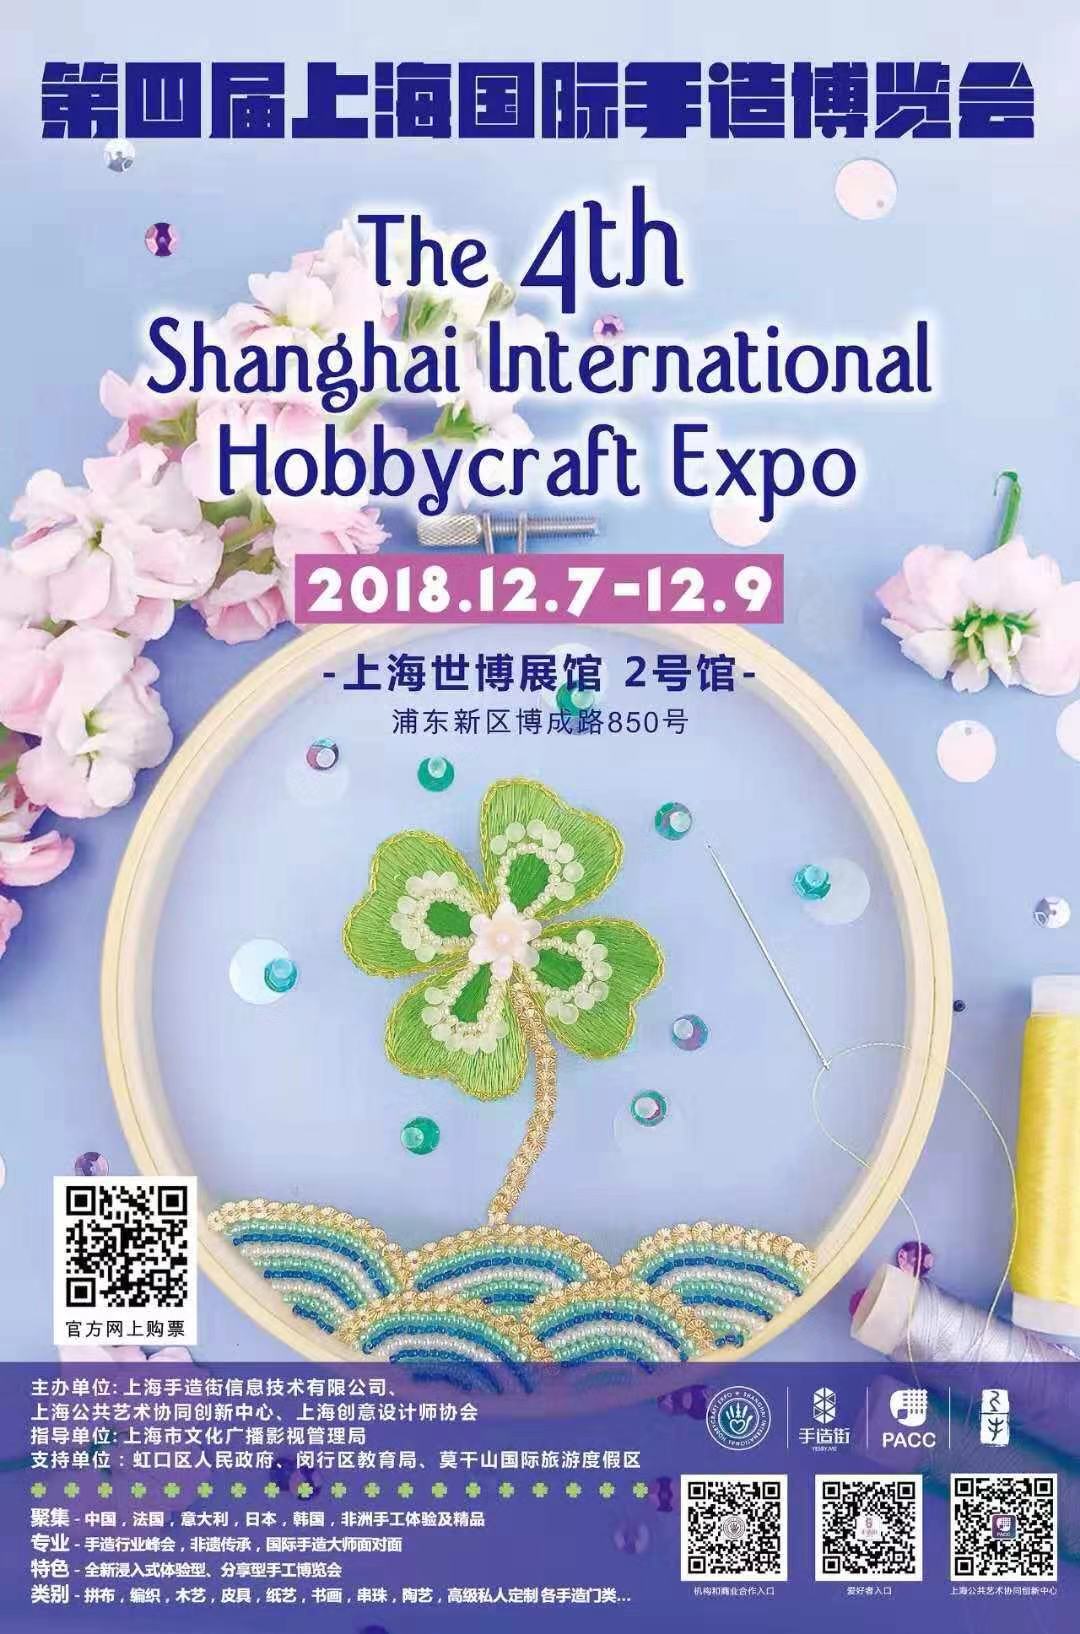 第四届上海国际手造博览会
The 4th
Shanghai International
Hobbycraft Expo
2018.12.7-12.9
-上海世博展馆 2号馆-
浦东新区博成路850号
官方网上购票
主办单位: 上海手造街信息技术有限公司、
上海公共艺术协同创新中心、上海创意设计师协会
指导单位: 上海市文化广播影视管理局
支持单位：虹口区人民政府、闵行区教育局、莫干山国际旅游度假区
手造街
PACC
聚集 - 中国，法国，意大利，日本，韩国，非洲手工体验及精品
专业 - 手造行业峰会，非遗传承，国际手造大师面对面
特色 - 全新浸入式体验型、分享型手工博览会
类别 - 拼布，编织，木艺，皮具，纸艺，书画，串珠，陶艺，高级私人定制 各手造门类...
机构和商业合作入口
爱好者入口
上海公共艺术协同创新中心